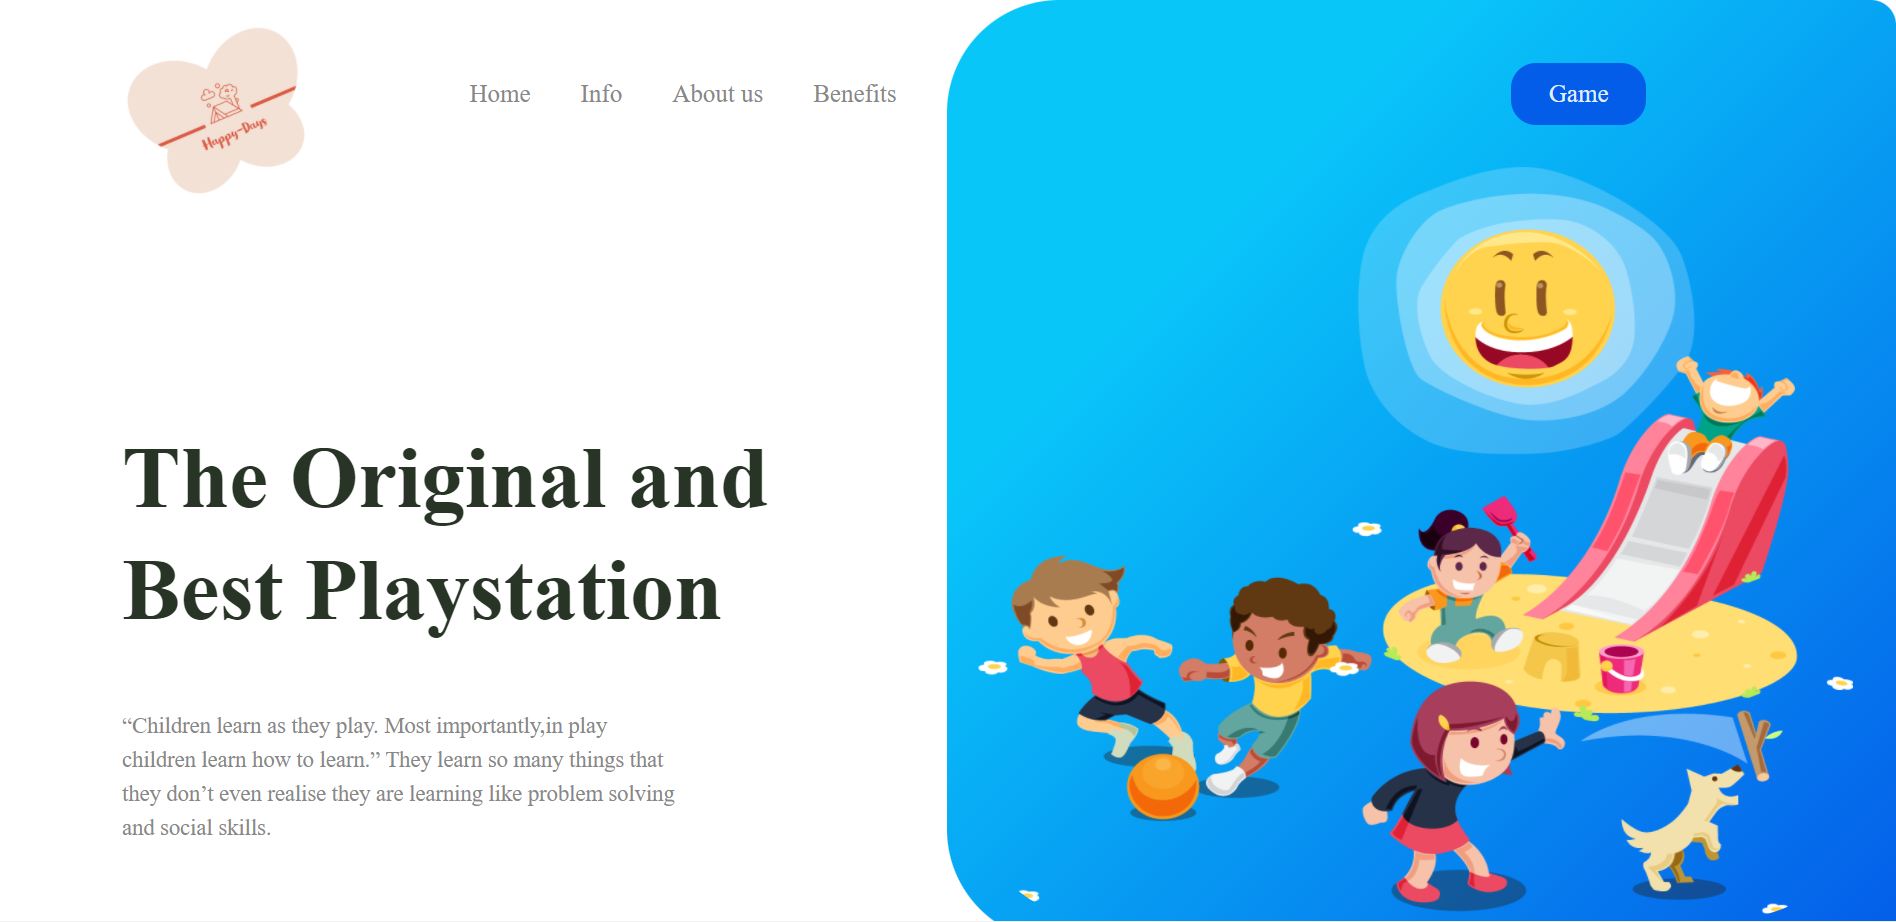 Happy-Days
Home
Info
About us
Benefits
Game
The Original and
Best Playstation
“Children learn as they play. Most importantly,in play
children learn how to learn.” They learn so many things that
they don’t even realise they are learning like problem solving
and social skills.